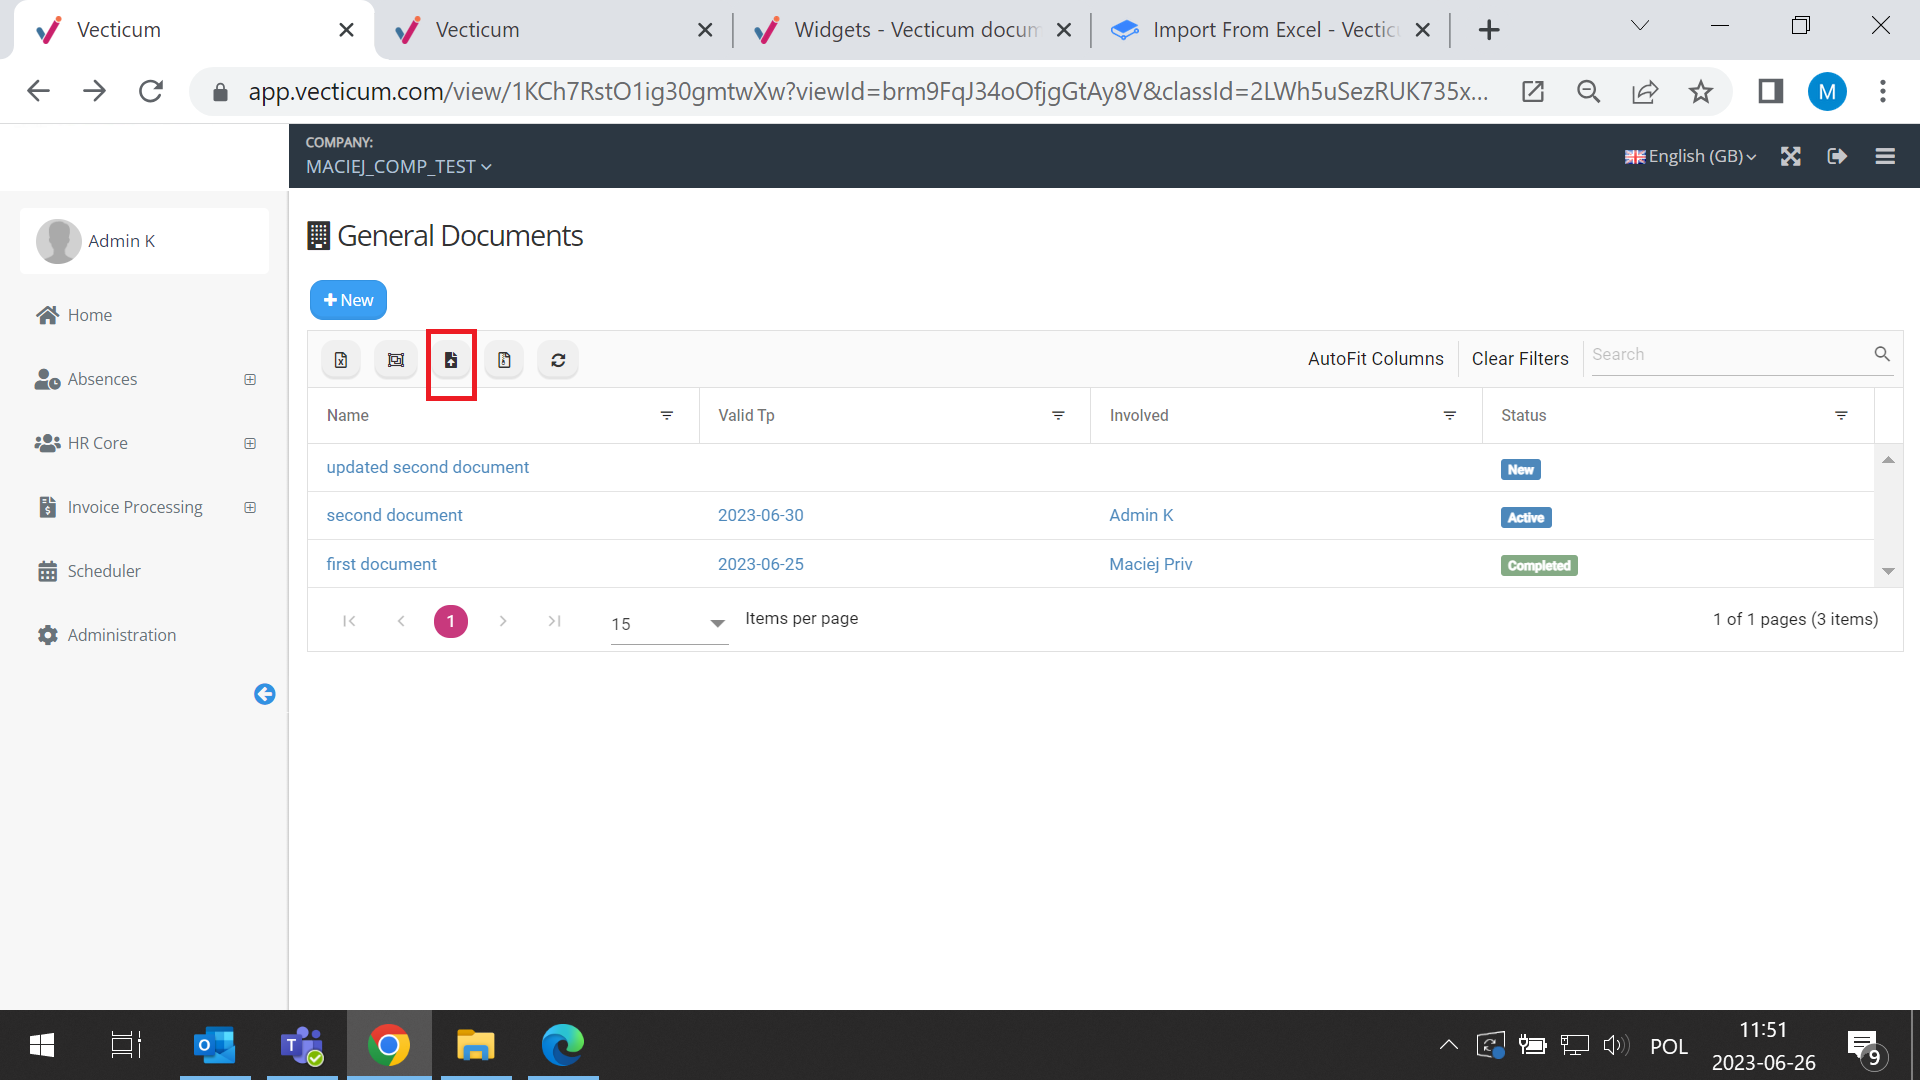 Vecticum
Vecticum
Widgets - Vecticum docum
Import From Excel - Vectic
app.vecticum.com/view/1KCh7RstO1ig30gmtwXw?viewId=brm9FqJ34oOfjgGtAy8V&classId=2LWh5uSezRUK735x...
M
COMPANY:
MACIEJ_COMP_TEST
English (GB)
Admin K
Home
Absences
HR Core
Invoice Processing
Scheduler
Administration
General Documents
New
AutoFit Columns
Clear Filters
Search
Name
Valid Tp
Involved
Status
updated second document
New
second document
2023-06-30
Admin K
Active
first document
2023-06-25
Maciej Priv
Completed
1
15
Items per page
1 of 1 pages (3 items)
POL
11:51
2023-06-26
9